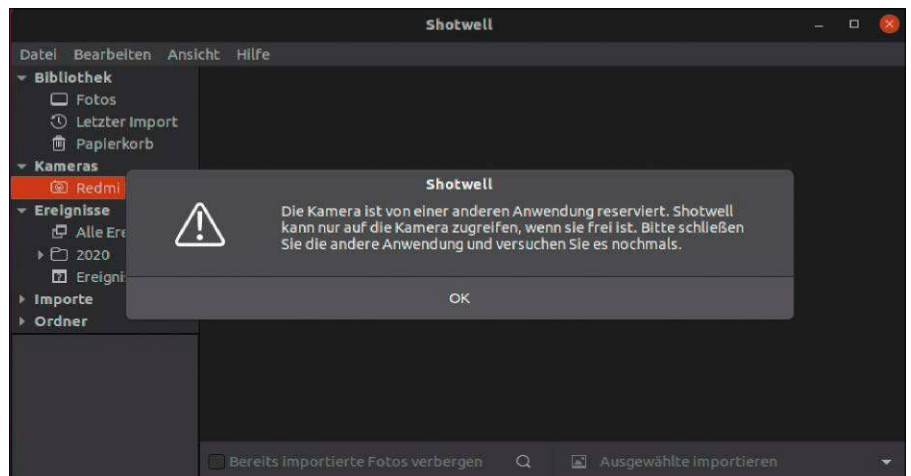 Shotwell
Datei Bearbeiten Ansicht Hilfe
Bibliothek
Fotos
Letzter Import
Papierkorb
Kameras
Redmi
Ereignisse
Alle Ere
2020
Ereignis
Importe
Ordner
Shotwell
Die Kamera ist von einer anderen Anwendung reserviert. Shotwell
kann nur auf die Kamera zugreifen, wenn sie frei ist. Bitte schließen
Sie die andere Anwendung und versuchen Sie es nochmals.
OK
Bereits importierte Fotos verbergen
Ausgewählte importieren